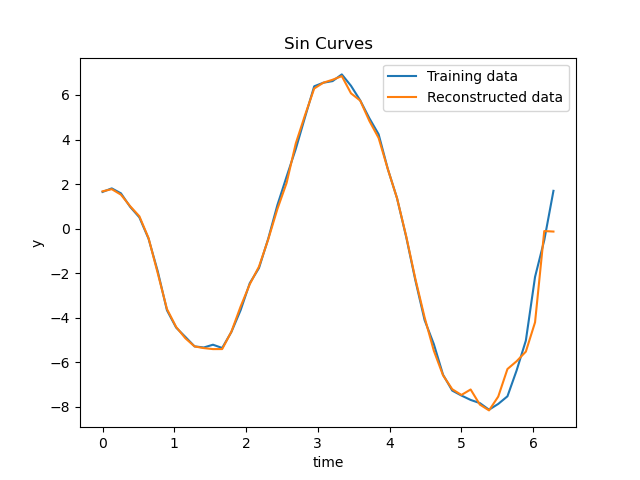 Sin Curves
Training data
Reconstructed data
6
4
2
0
−2
−4
−6
−8
y
0 1 2 3 4 5 6
time